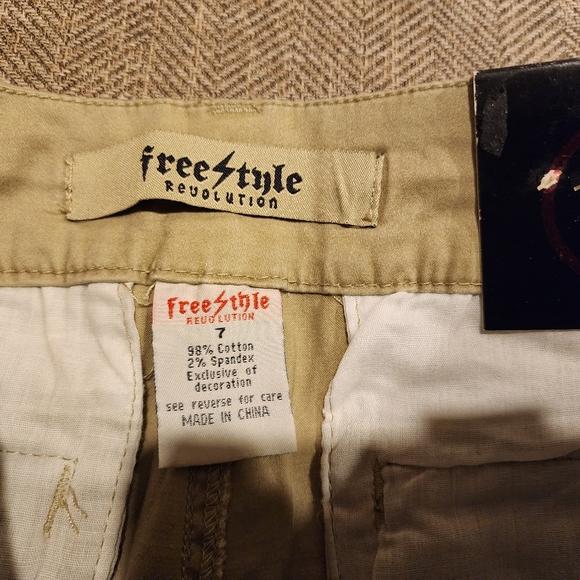 freestyle
REVOLUTION
freestyle
REVOLUTION
7
98% Cotton
2% Spandex
Exclusive of
decoration
see reverse for care
MADE IN CHINA